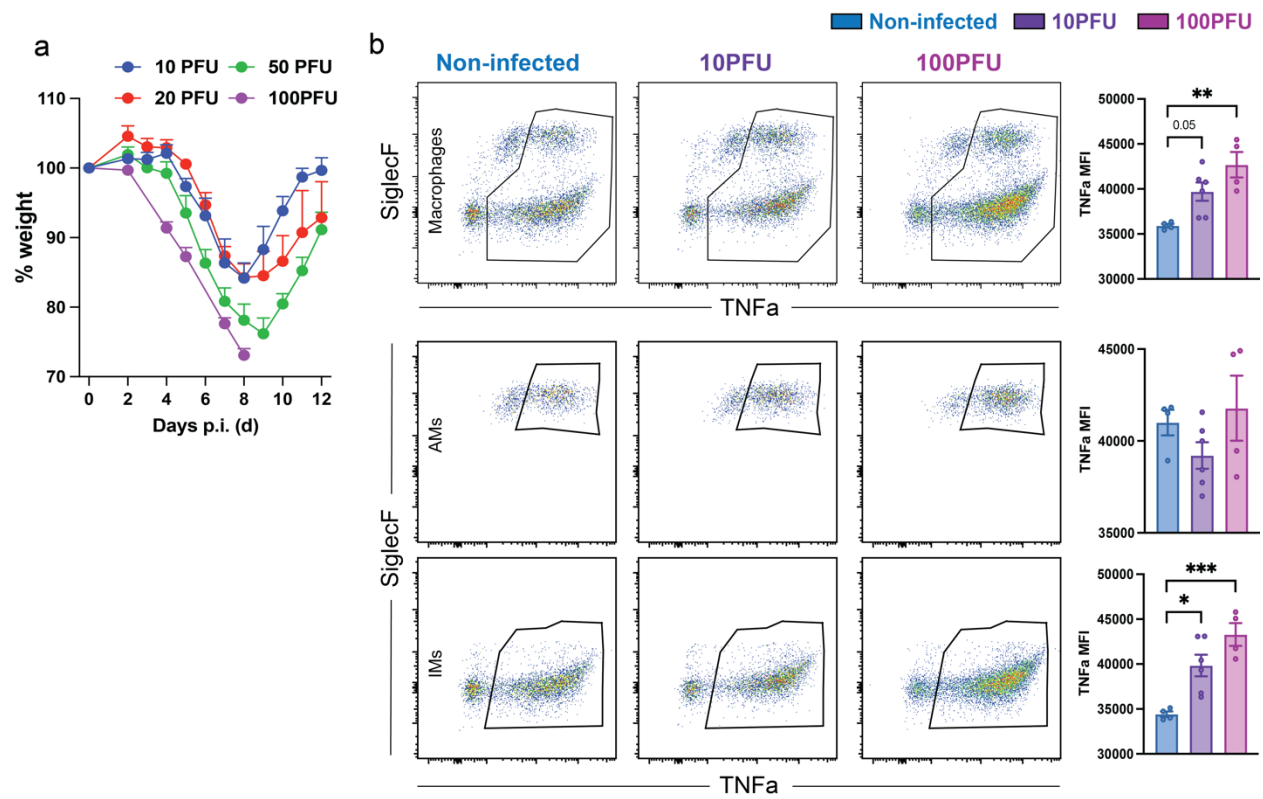 Non-infected 10PFU 100PFU
a
10 PFU 50 PFU
20 PFU 100PFU
110
100
90
80
70
% weight
0 2 4 6 8 10 12
Days p.i. (d)
b
Non-infected 10PFU 100PFU
SiglecF
Macrophages
TNFa
**
0.05
50000
45000
40000
35000
30000
TNFa MFI
SiglecF
AMs
45000
40000
35000
TNFa MFI
IMs
TNFa
***
*
50000
45000
40000
35000
30000
TNFa MFI